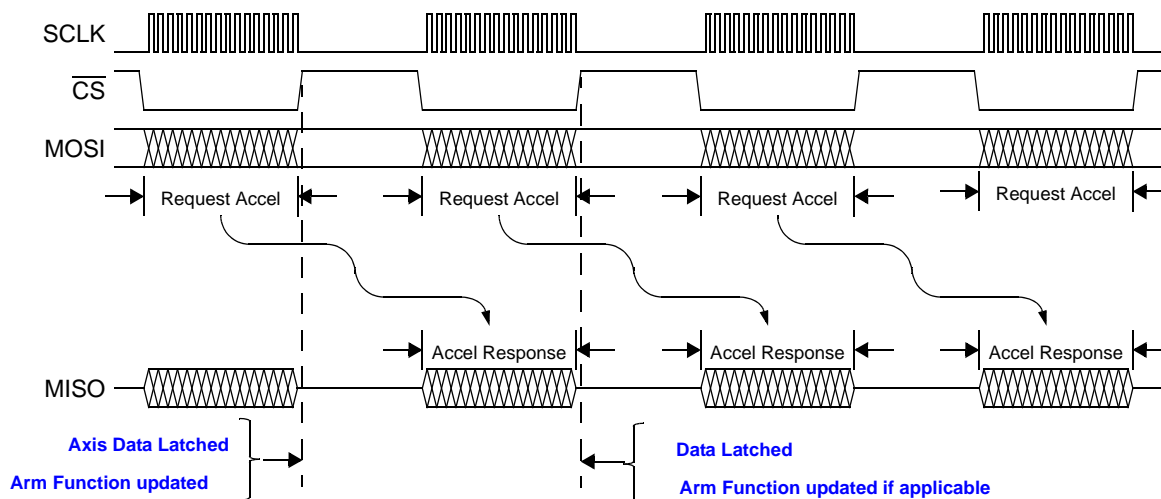 SCLK
CS
MOSI
Request Accel
Request Accel
Request Accel
Request Accel
Accel Response
Accel Response
Accel Response
MISO
Axis Data Latched
Arm Function updated
Data Latched
Arm Function updated if applicable